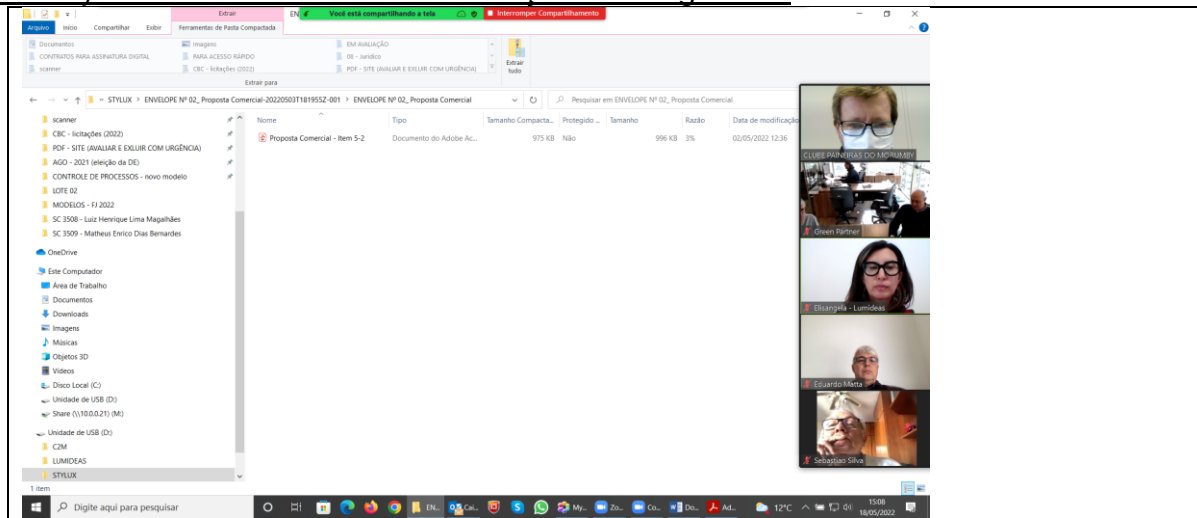 Extrair
EN
Você está compartilhando a tela
Interromper Compartilhamento
Arquivo Início Compartilhar Exibir Ferramentas de Pasta Compactada
Documentos
CONTRATOS PARA ASSINATURA DIGITAL
scanner
Imagens
PARA ACESSO RÁPIDO
CBC - licitações (2022)
EM AVALIAÇÃO
08 - Jurídico
PDF - SITE (AVALIAR E EXLUIR COM URGÊNCIA)
Extrair tudo
Extrair para
« STYLUX > ENVELOPE Nº 02_ Proposta Comercial-20220503T181955Z-001 > ENVELOPE Nº 02_ Proposta Comercial
Pesquisar em ENVELOPE Nº 02_ Proposta Comercial
Nome Tipo Tamanho Compacta... Protegido ... Tamanho Razão Data de modificação
Proposta Comercial - Item 5-2 Documento do Adobe Ac... 975 KB Não 996 KB 3% 02/05/2022 12:36
scanner
CBC - licitações (2022)
PDF - SITE (AVALIAR E EXLUIR COM URGÊNCIA)
AGO - 2021 (eleição da DE)
CONTROLE DE PROCESSOS - novo modelo
LOTE 02
MODELOS - FJ 2022
SC 3508 - Luiz Henrique Lima Magalhães
SC 3509 - Matheus Enrico Dias Bernardes
OneDrive
Este Computador
Área de Trabalho
Documentos
Downloads
Imagens
Músicas
Objetos 3D
Vídeos
Disco Local (C:)
Unidade de USB (D:)
Share (\\10.0.0.21) (M:)
Unidade de USB (D:)
C2M
LUMIDEAS
STYLUX
1 item
CLUBE PAINEIRAS DO MORUMBY
Green Partner
Elisangela - Lumideas
Eduardo Matta
Sebastiao Silva
Digite aqui para pesquisar
EN... Cai... My... Zo... Co... Do... Ad... 12°C
15:08
18/05/2022